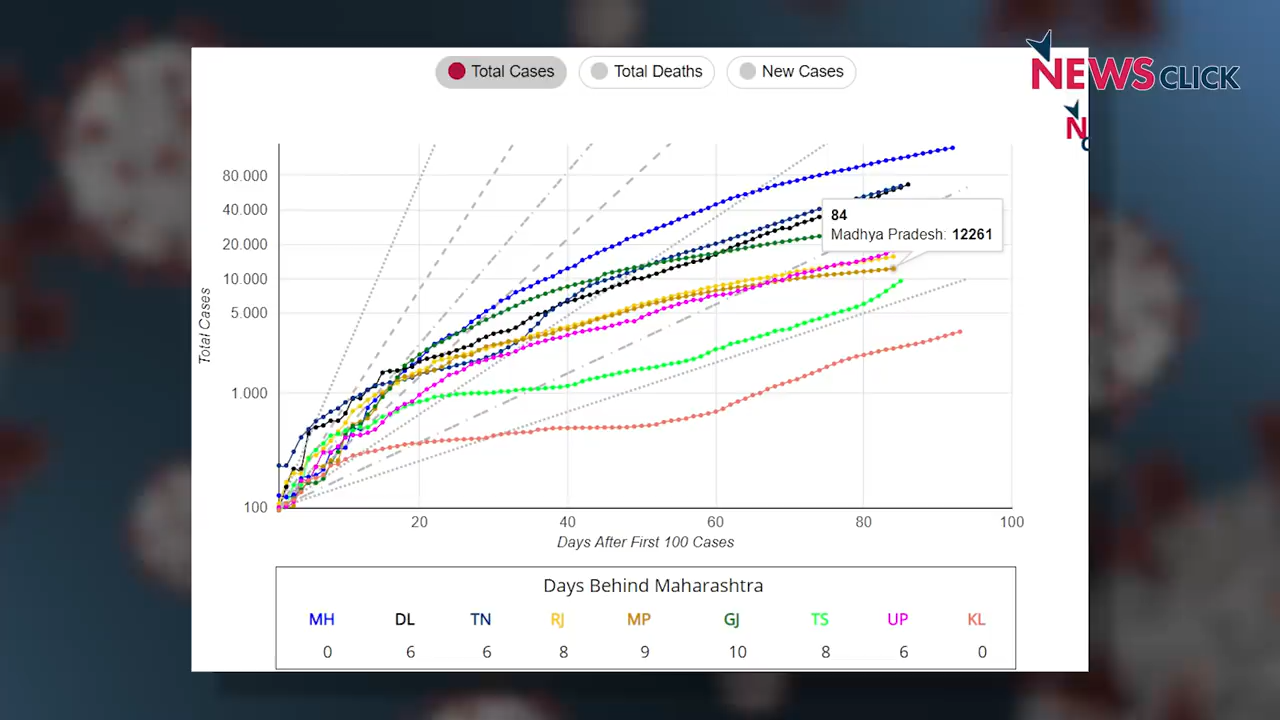 Total Cases
Total Deaths
New Cases
NEWSCLICK
N
80.000
40.000
20.000
10.000
5.000
1.000
100
Total Cases
84
Madhya Pradesh: 12261
20
40
60
80
100
Days After First 100 Cases
Days Behind Maharashtra
MH DL TN RJ MP GJ TS UP KL
0 6 6 8 9 10 8 6 0